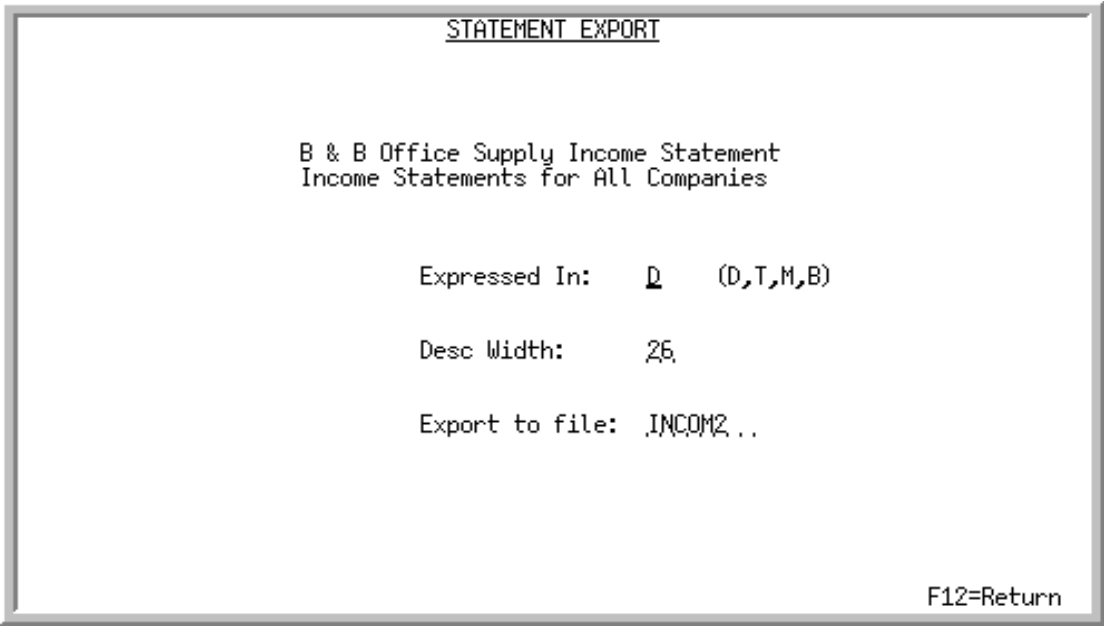 STATEMENT EXPORT
B & B Office Supply Income Statement
Income Statements for All Companies
Expressed In: D (D,T,M,B)
Desc Width: 26
Export to file: INCOM2 . .
F12=Return